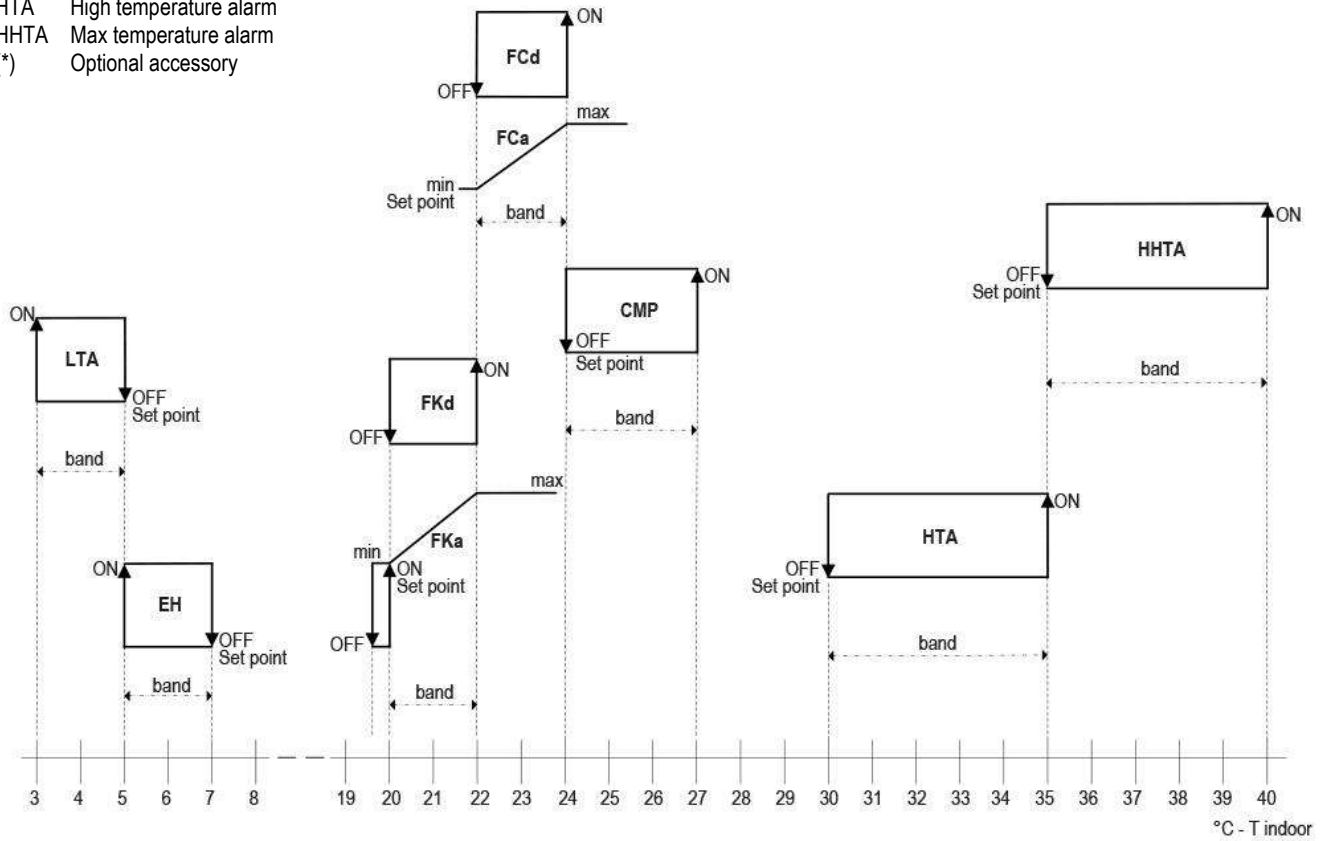 HTA High temperature alarm
HHTA Max temperature alarm
(*) Optional accessory
ON
FCd
OFF
max
FCa
min
Set point
band
ON
HHTA
OFF
Set point
band
ON
CMP
OFF
Set point
band
ON
LTA
OFF
Set point
band
ON
FKd
OFF
max
FKa
min
ON
Set point
OFF
band
ON
HTA
OFF
Set point
band
ON
EH
OFF
Set point
band
3 4 5 6 7 8 19 20 21 22 23 24 25 26 27 28 29 30 31 32 33 34 35 36 37 38 39 40
°C - T indoor